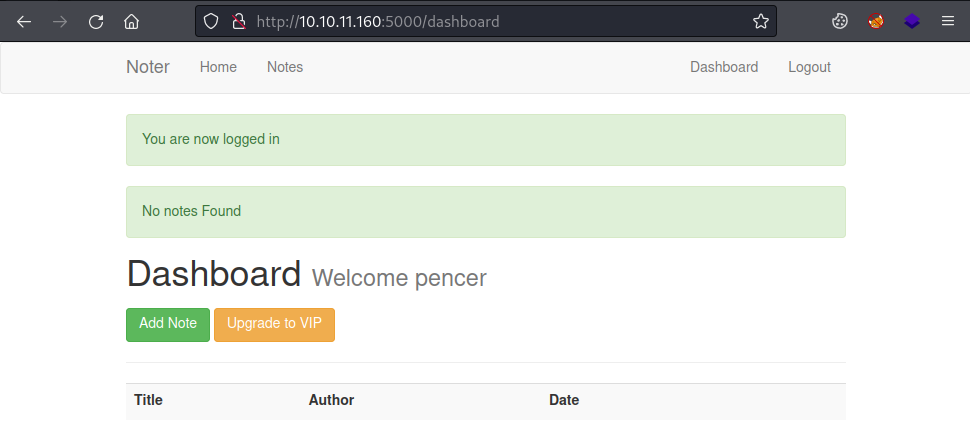 http://10.10.11.160:5000/dashboard
Noter Home Notes Dashboard Logout
You are now logged in
No notes Found
Dashboard Welcome pencer
Add Note Upgrade to VIP
Title Author Date